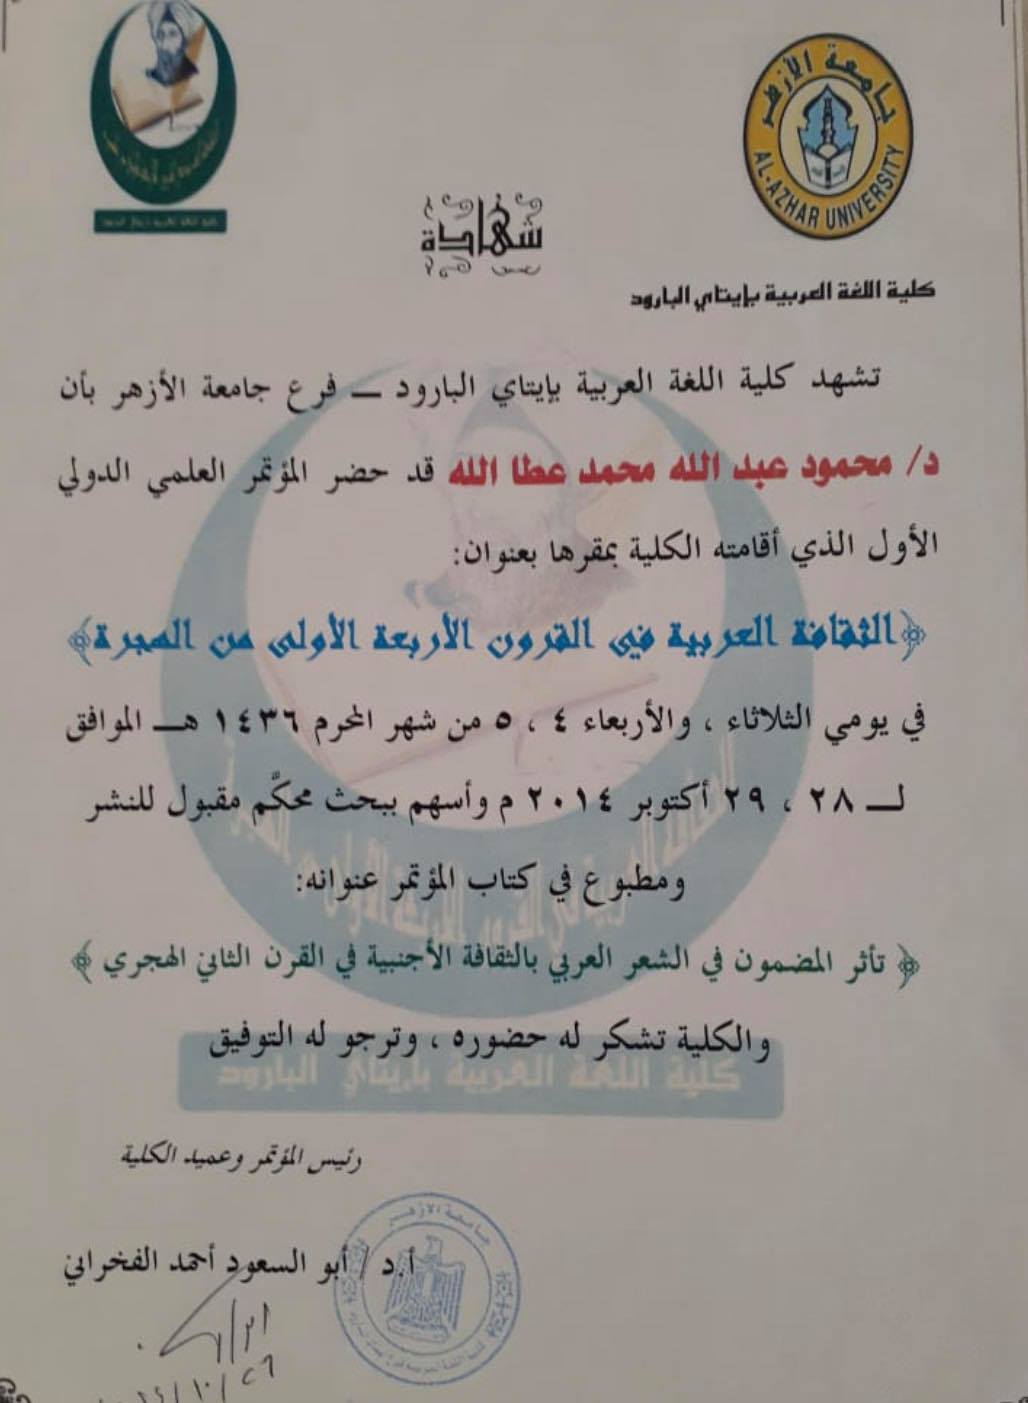 جامعة الأزهر
AL-AZHAR UNIVERSITY
شهادة
كلية اللغة العربية بإيتاي البارود
تشهد كلية اللغة العربية بإيتاي البارود ــ فرع جامعة الأزهر بأن
د/ محمود عبد الله محمد عطا الله قد حضر المؤتمر العلمي الدولي
الأول الذي أقامته الكلية بمقرها بعنوان:
﴿الثقافة العربية في القرون الأربعة الأولى من الهجرة﴾
في يومي الثلاثاء ، والأربعاء ٤ ، ٥ من شهر المحرم ١٤٣٦ هــ الموافق
لــ ٢٨ ، ٢٩ أكتوبر ٢٠١٤ م وأسهم ببحث محكَّم مقبول للنشر
ومطبوع في كتاب المؤتمر عنوانه:
﴿ تأثر المضمون في الشعر العربي بالثقافة الأجنبية في القرن الثاني الهجري ﴾
والكلية تشكر له حضوره ، وترجو له التوفيق
كلية اللغة العربية بإيتاي البارود
رئيس المؤتمر وعميد الكلية
أ.د / أبو السعود أحمد الفخراني
جامعة الأزهر